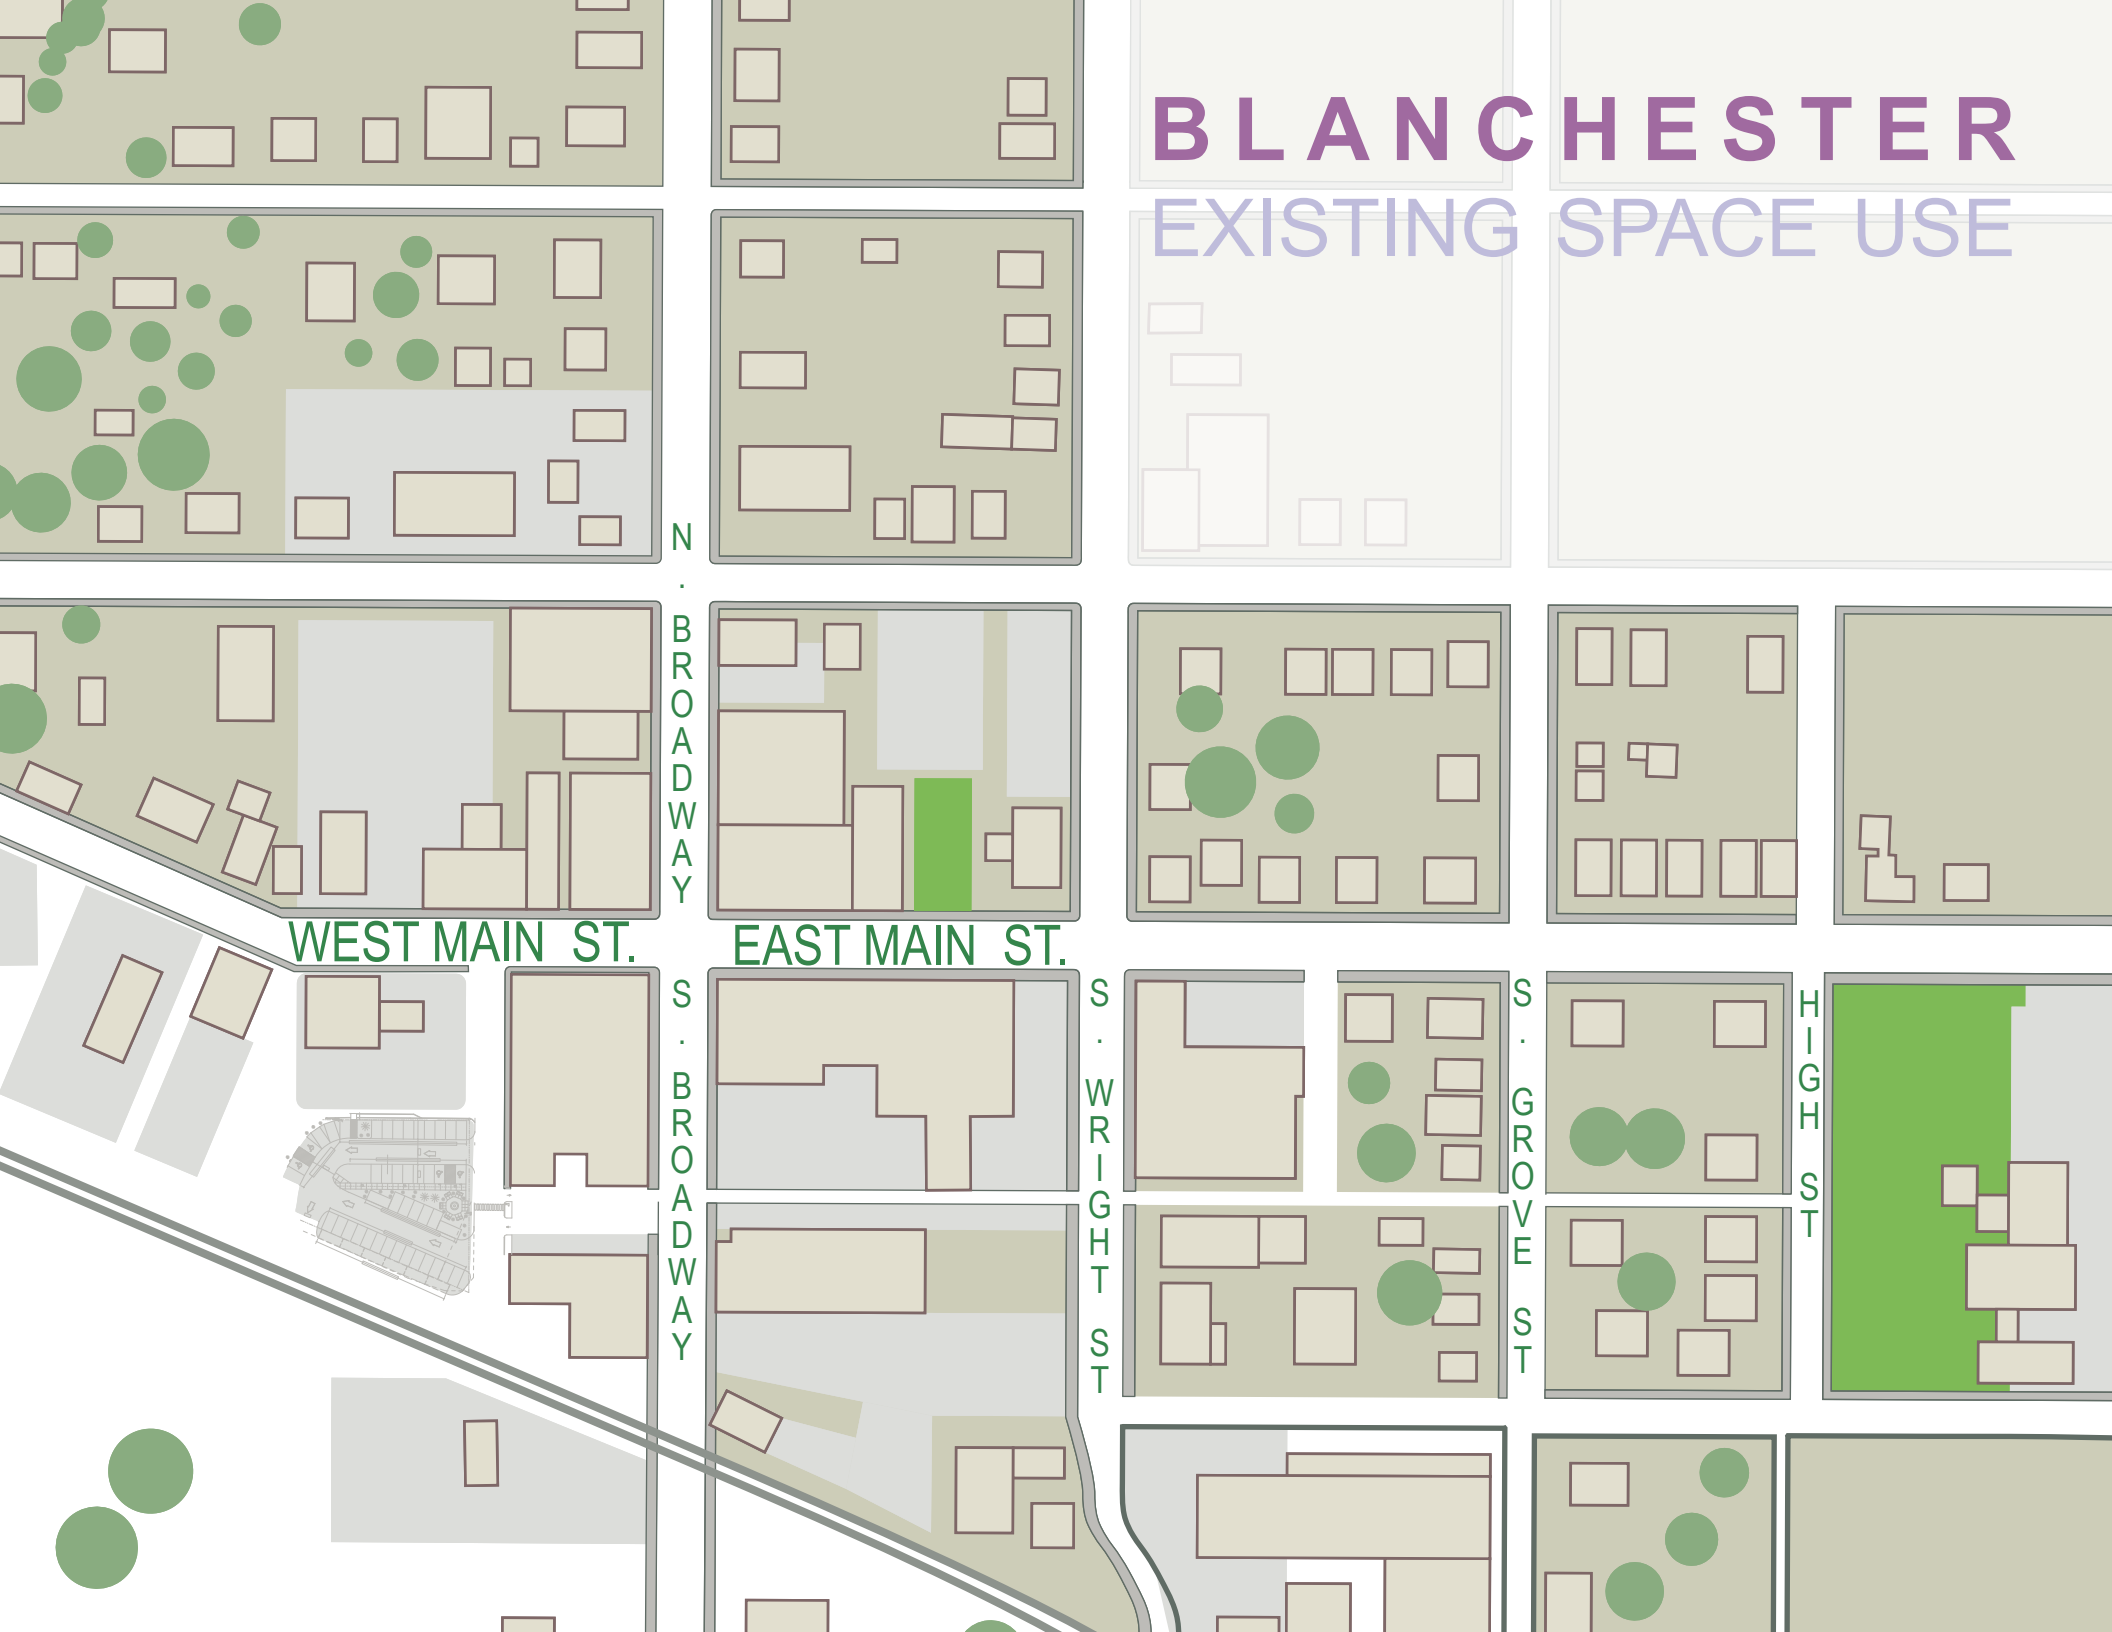 BLANCHESTER
EXISTING SPACE USE
N. BROADWAY
WEST MAIN ST.
EAST MAIN ST.
S. BROADWAY
S. WRIGHT ST
S. GROVE ST
HIGH ST